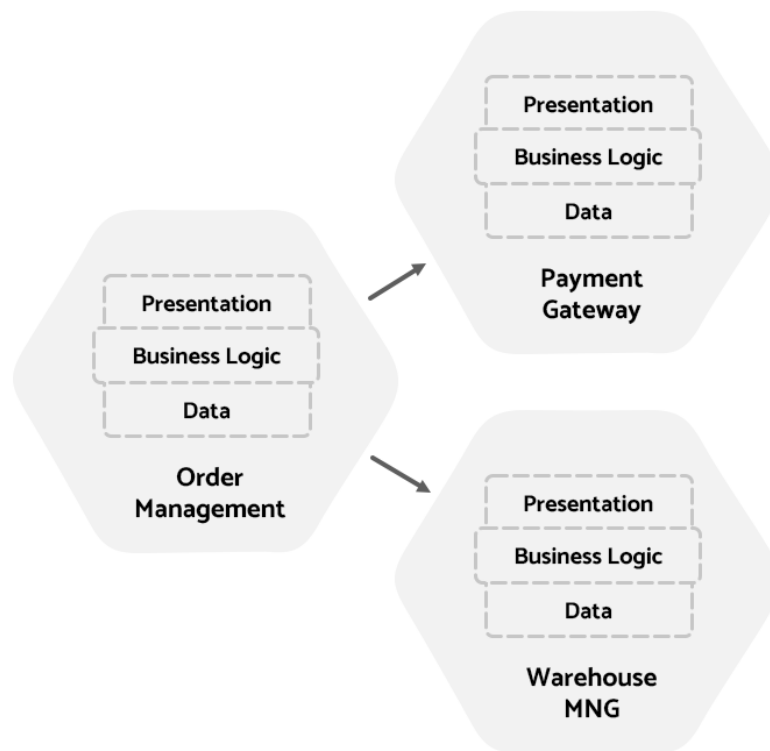 Presentation
Business Logic
Data
Payment
Gateway
Presentation
Business Logic
Data
Order
Management
Presentation
Business Logic
Data
Warehouse
MNG